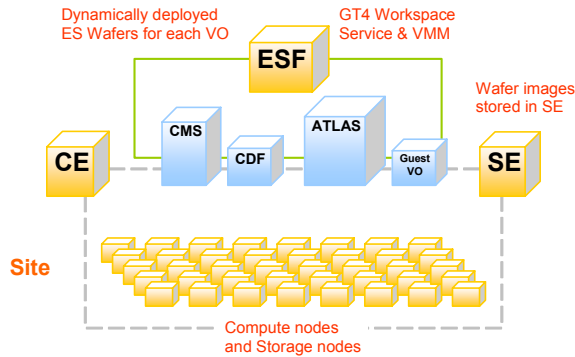 Dynamically deployed
ES Wafers for each VO
GT4 Workspace
Service & VMM
ESF
Wafer images
stored in SE
CMS
CDF
ATLAS
Guest
VO
CE
SE
Site
Compute nodes
and Storage nodes